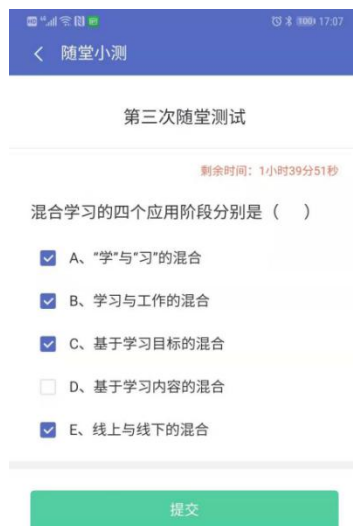 17:07
随堂小测
第三次随堂测试
剩余时间：1小时39分51秒
混合学习的四个应用阶段分别是（ ）
A、“学”与“习”的混合
B、学习与工作的混合
C、基于学习目标的混合
D、基于学习内容的混合
E、线上与线下的混合
提交